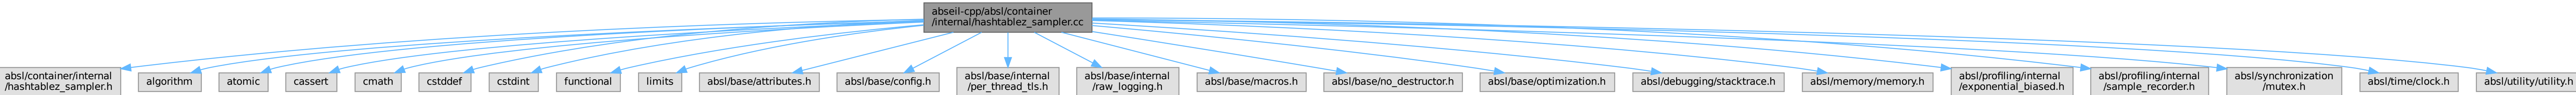 abseil-cpp/absl/container
/internal/hashtablez_sampler.cc
absl/container/internal
/hashtablez_sampler.h
algorithm
atomic
cassert
cmath
cstddef
cstdint
functional
limits
absl/base/attributes.h
absl/base/config.h
absl/base/internal
/per_thread_tls.h
absl/base/internal
/raw_logging.h
absl/base/macros.h
absl/base/no_destructor.h
absl/base/optimization.h
absl/debugging/stacktrace.h
absl/memory/memory.h
absl/profiling/internal
/exponential_biased.h
absl/profiling/internal
/sample_recorder.h
absl/synchronization
/mutex.h
absl/time/clock.h
absl/utility/utility.h